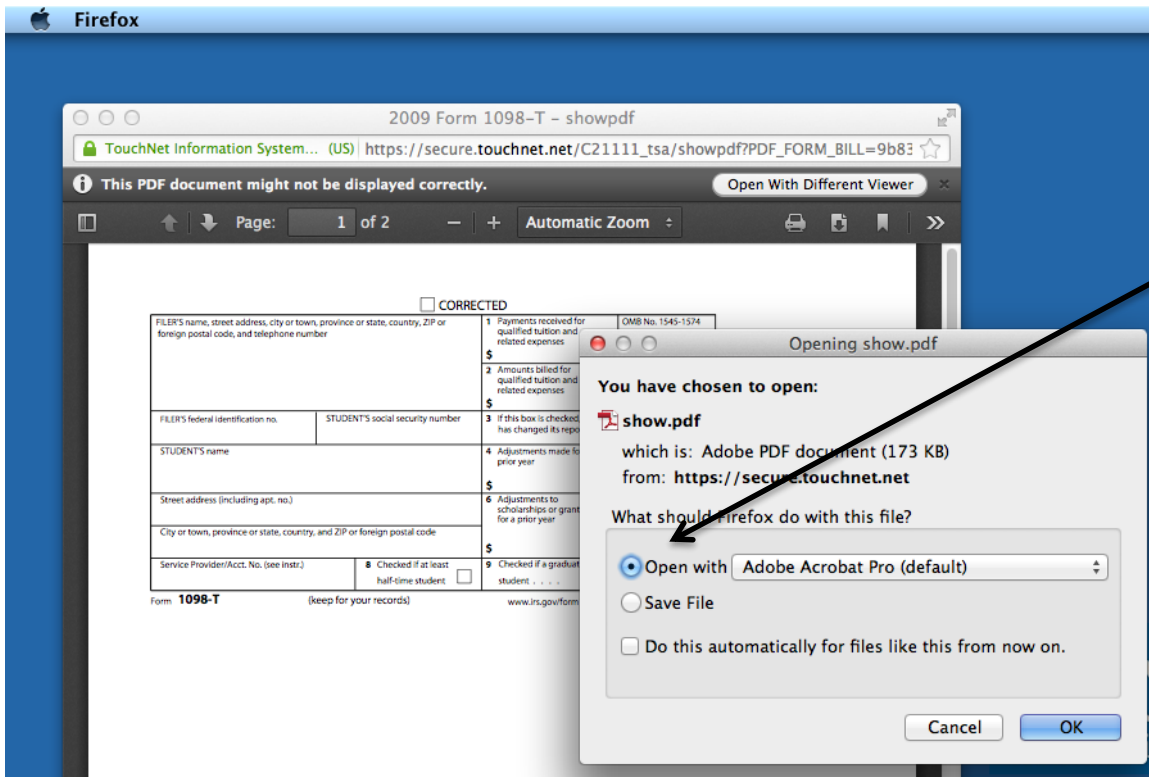 Firefox
2009 Form 1098-T - showpdf
TouchNet Information System... (US) https://secure.touchnet.net/C21111_tsa/showpdf?PDF_FORM_BILL=9b83
This PDF document might not be displayed correctly.
Open With Different Viewer
Page: 1 of 2
Automatic Zoom
CORRECTED
FILER'S name, street address, city or town, province or state, country, ZIP or
foreign postal code, and telephone number
1 Payments received for
qualified tuition and
related expenses
$
OMB No. 1545-1574
2 Amounts billed for
qualified tuition and
related expenses
$
FILER'S federal identification no.
STUDENT'S social security number
3 If this box is checked,
has changed its repo
STUDENT'S name
4 Adjustments made fo
prior year
$
Street address (including apt. no.)
6 Adjustments to
scholarships or grant
for a prior year
$
City or town, province or state, country, and ZIP or foreign postal code
Service Provider/Acct. No. (see instr.)
8 Checked if at least
half-time student
9 Checked if a graduat
student . . . .
Form 1098-T
(keep for your records)
www.irs.gov/form
Opening show.pdf
You have chosen to open:
show.pdf
which is: Adobe PDF document (173 KB)
from: https://secure.touchnet.net
What should Firefox do with this file?
Open with Adobe Acrobat Pro (default)
Save File
Do this automatically for files like this from now on.
Cancel
OK